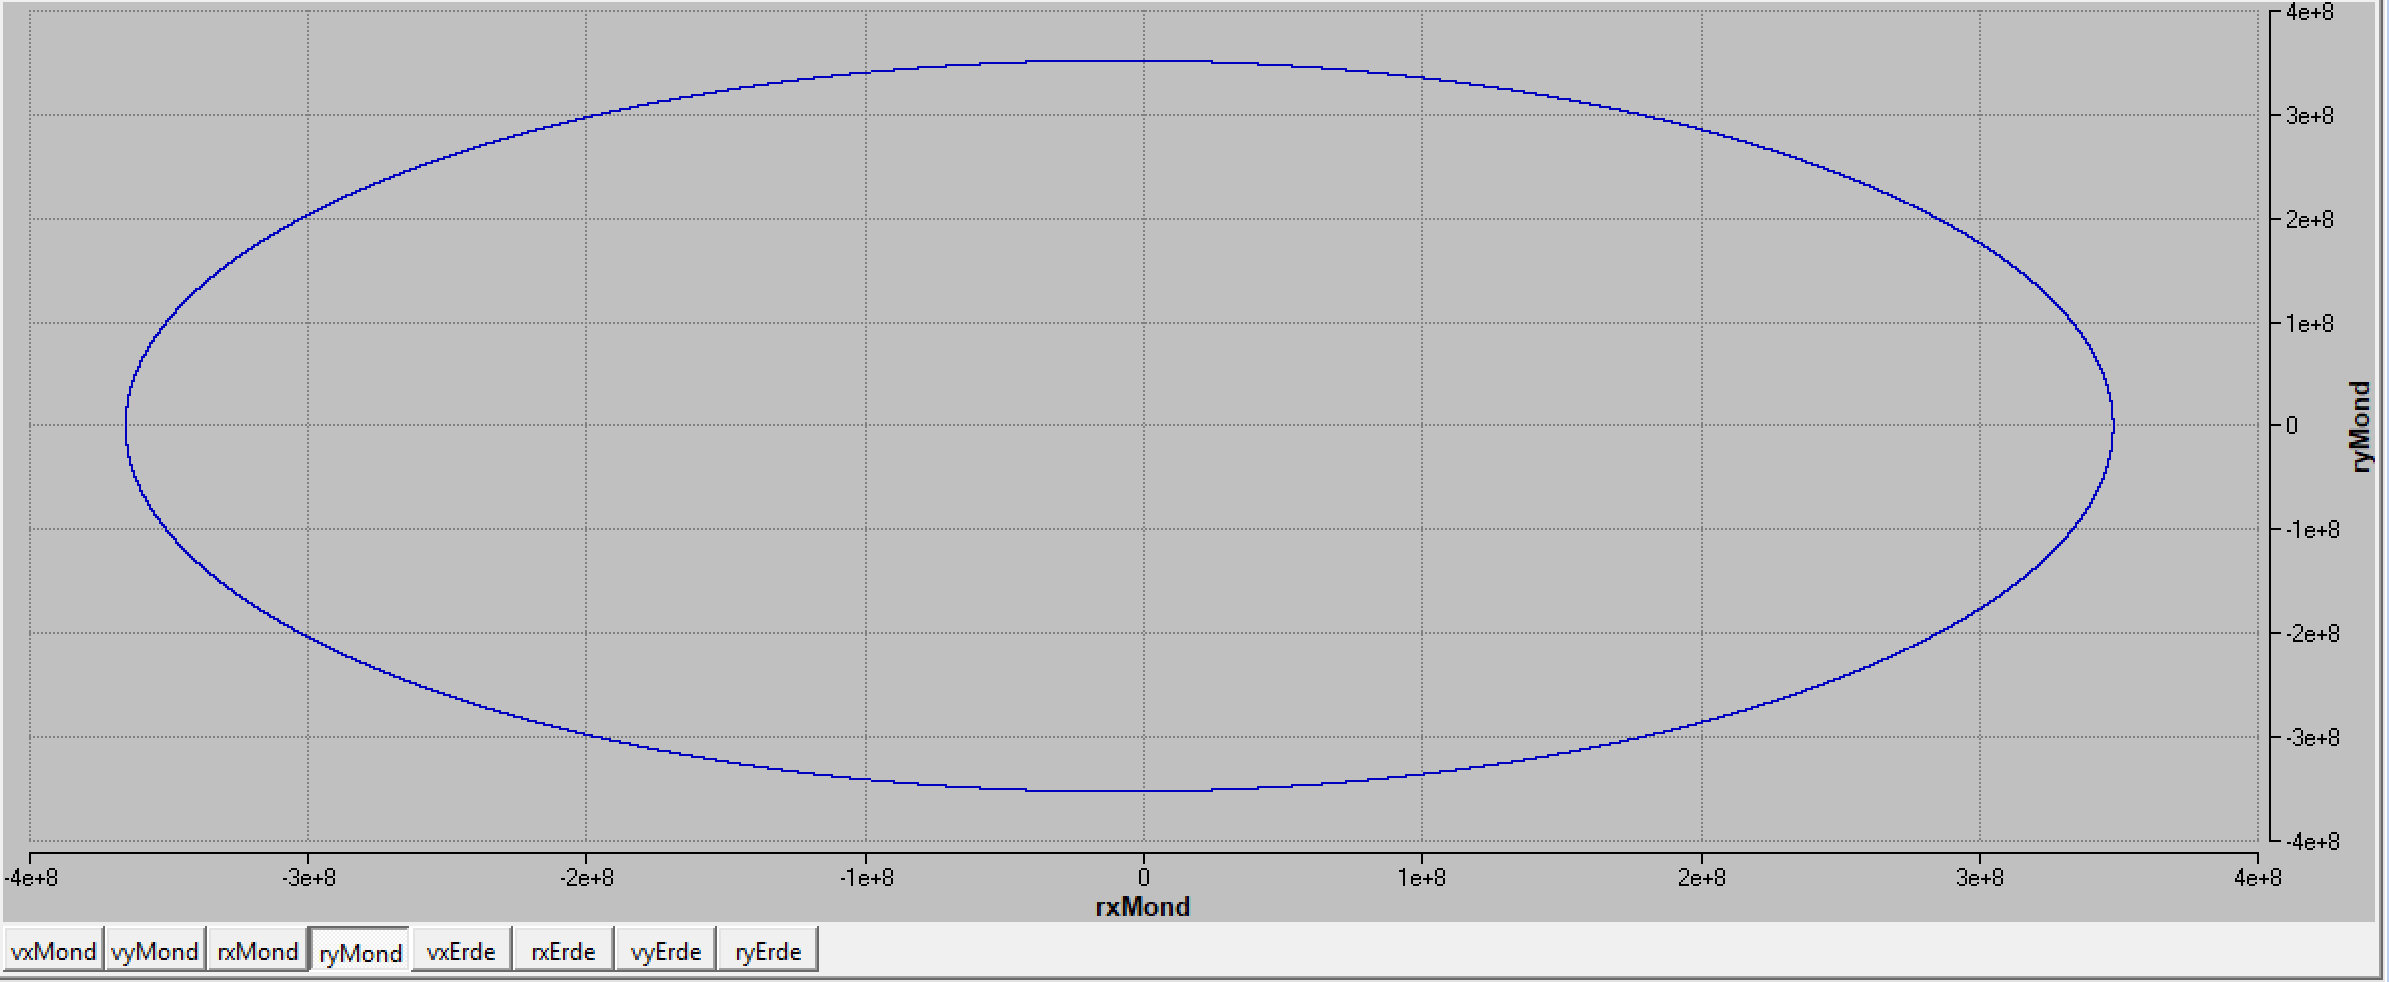 4e+8
3e+8
2e+8
1e+8
0
-1e+8
-2e+8
-3e+8
-4e+8
ryMond
-4e+8 -3e+8 -2e+8 -1e+8 0 1e+8 2e+8 3e+8 4e+8
rxMond
vxMond vyMond rxMond ryMond vxErde rxErde vyErde ryErde